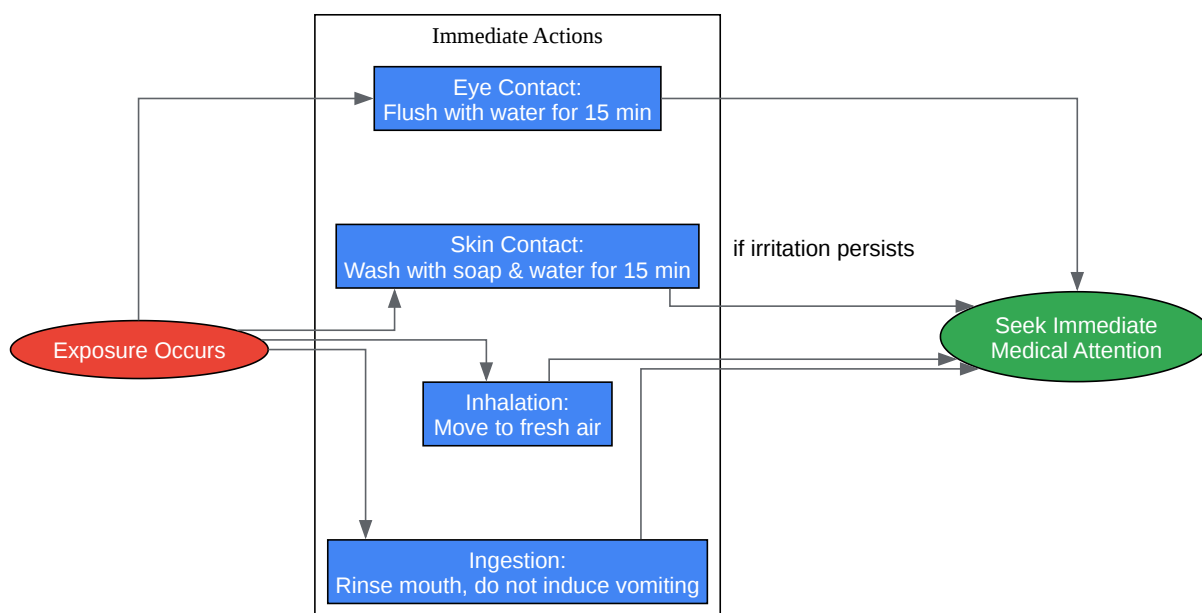 Immediate Actions
Eye Contact:
Flush with water for 15 min
Skin Contact:
Wash with soap & water for 15 min
if irritation persists
Exposure Occurs
Seek Immediate
Medical Attention
Inhalation:
Move to fresh air
Ingestion:
Rinse mouth, do not induce vomiting